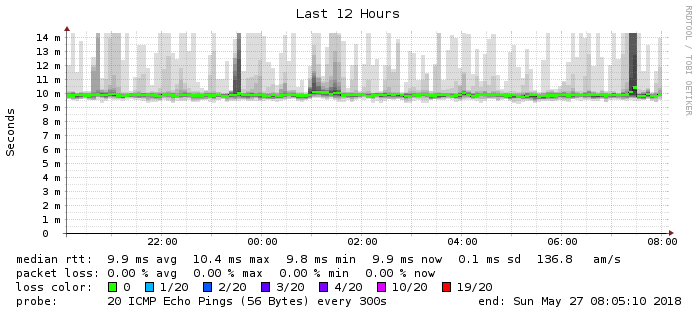 Last 12 Hours
RRDTOOL / TOBI OETIKER
Seconds
14 m
13 m
12 m
11 m
10 m
9 m
8 m
7 m
6 m
5 m
4 m
3 m
2 m
1 m
0
22:00 00:00 02:00 04:00 06:00 08:00
median rtt: 9.9 ms avg 10.4 ms max 9.8 ms min 9.9 ms now 0.1 ms sd 136.8 am/s
packet loss: 0.00 % avg 0.00 % max 0.00 % min 0.00 % now
loss color: 0 1/20 2/20 3/20 4/20 10/20 19/20
probe: 20 ICMP Echo Pings (56 Bytes) every 300s end: Sun May 27 08:05:10 2018